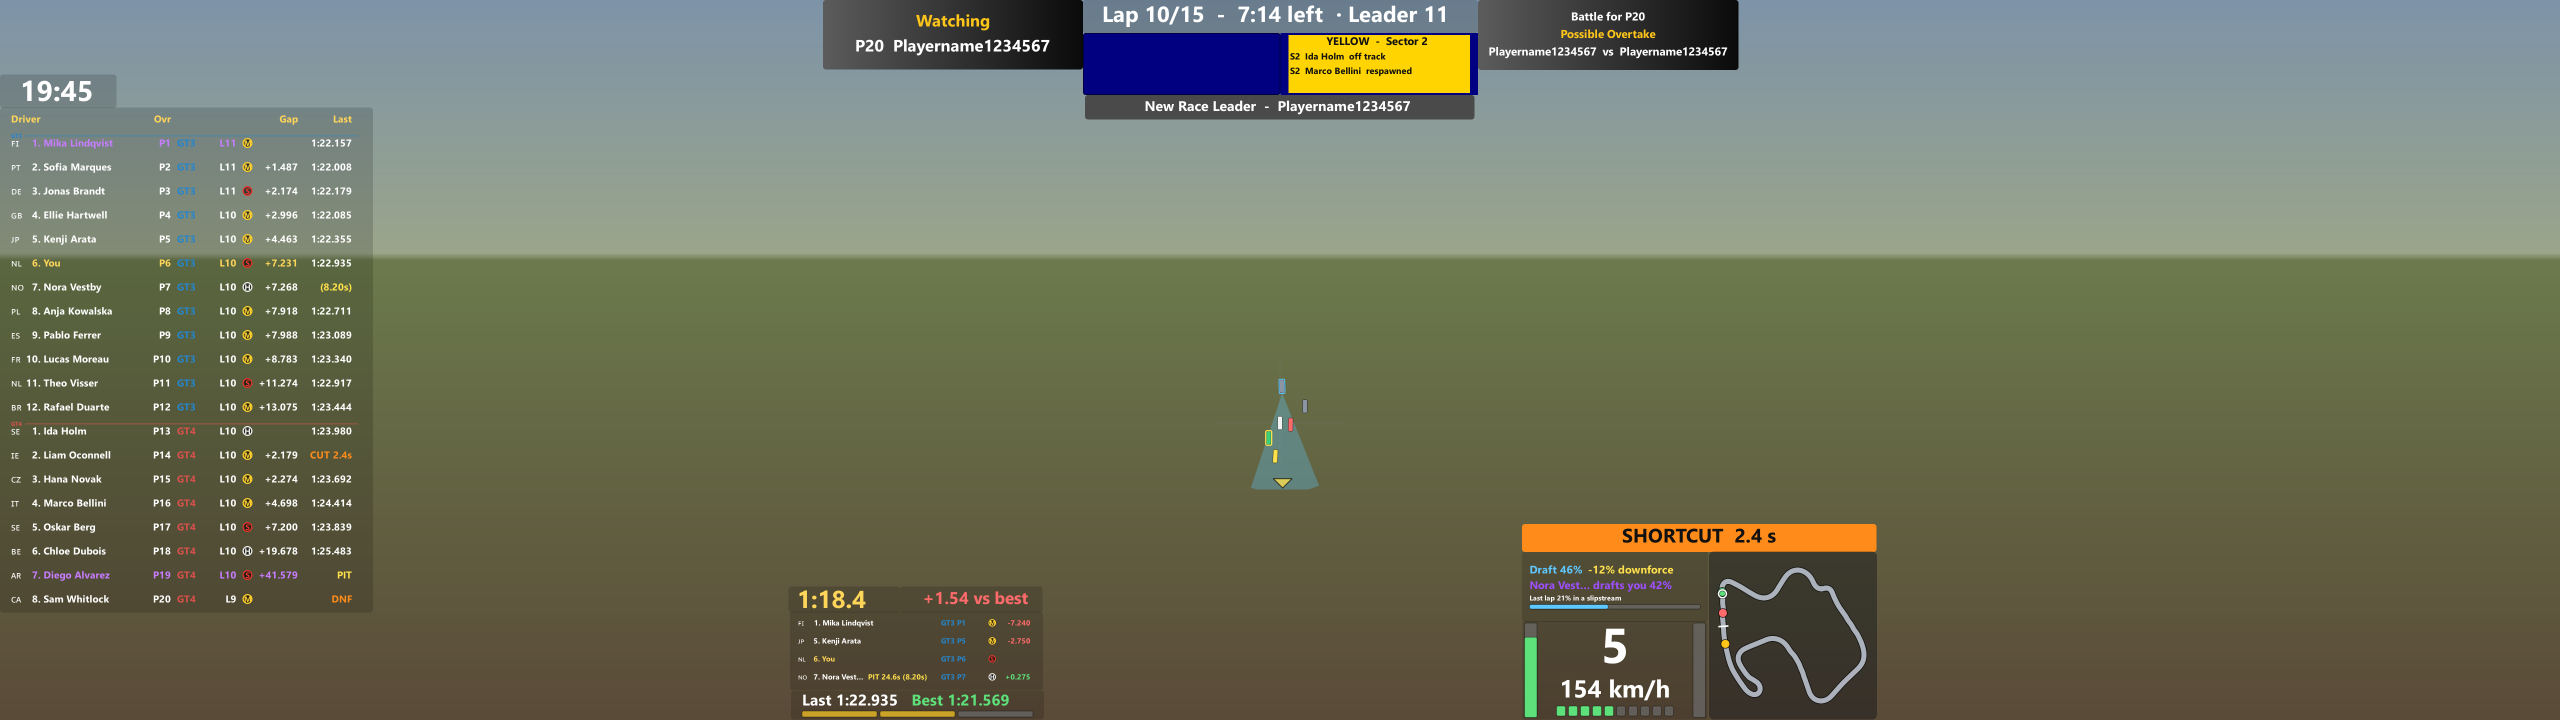 Watching
P20 Playername1234567
Lap 10/15 - 7:14 left · Leader 11
YELLOW - Sector 2
S2 Ida Holm off track
S2 Marco Bellini respawned
New Race Leader - Playername1234567
Battle for P20
Possible Overtake
Playername1234567 vs Playername1234567
19:45
Driver Ovr Gap Last
FI 1. Mika Lindqvist P1 GT3 L11 M 1:22.157
PT 2. Sofia Marques P2 GT3 L11 M +1.487 1:22.008
DE 3. Jonas Brandt P3 GT3 L11 S +2.174 1:22.179
GB 4. Ellie Hartwell P4 GT3 L10 M +2.996 1:22.085
JP 5. Kenji Arata P5 GT3 L10 M +4.463 1:22.355
NL 6. You P6 GT3 L10 S +7.231 1:22.935
NO 7. Nora Vestby P7 GT3 L10 H +7.268 (8.20s)
PL 8. Anja Kowalska P8 GT3 L10 M +7.918 1:22.711
ES 9. Pablo Ferrer P9 GT3 L10 M +7.988 1:23.089
FR 10. Lucas Moreau P10 GT3 L10 M +8.783 1:23.340
NL 11. Theo Visser P11 GT3 L10 S +11.274 1:22.917
BR 12. Rafael Duarte P12 GT3 L10 M +13.075 1:23.444
GT4
SE 1. Ida Holm P13 GT4 L10 H 1:23.980
IE 2. Liam Oconnell P14 GT4 L10 M +2.179 CUT 2.4s
CZ 3. Hana Novak P15 GT4 L10 M +2.274 1:23.692
IT 4. Marco Bellini P16 GT4 L10 M +4.698 1:24.414
SE 5. Oskar Berg P17 GT4 L10 S +7.200 1:23.839
BE 6. Chloe Dubois P18 GT4 L10 H +19.678 1:25.483
AR 7. Diego Alvarez P19 GT4 L10 S +41.579 PIT
CA 8. Sam Whitlock P20 GT4 L9 M DNF
1:18.4 +1.54 vs best
FI 1. Mika Lindqvist GT3 P1 M -7.240
JP 5. Kenji Arata GT3 P5 M -2.750
NL 6. You GT3 P6 S
NO 7. Nora Vest... PIT 24.6s (8.20s) GT3 P7 H +0.275
Last 1:22.935 Best 1:21.569
SHORTCUT 2.4 s
Draft 46% -12% downforce
Nora Vest... drafts you 42%
Last lap 21% in a slipstream
5
154 km/h